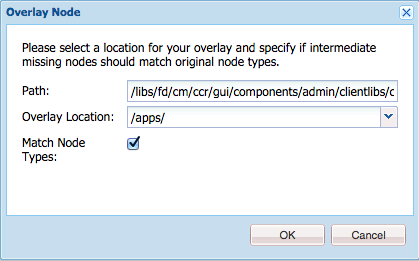 Overlay Node
Please select a location for your overlay and specify if intermediate
missing nodes should match original node types.
Path: /libs/fd/cm/ccr/gui/components/admin/clientlibs/c
Overlay Location: /apps/
Match Node
Types:
OK Cancel